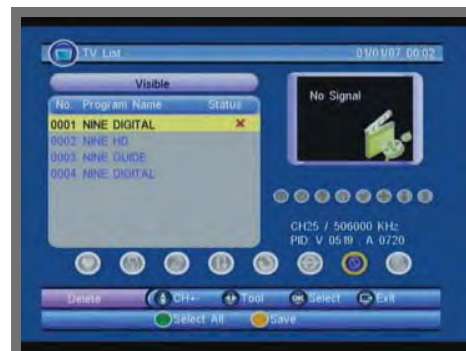 TV List 01/01/07 00:02
Visible
No. Program Name Status
0001 NINE DIGITAL
0002 NINE HD
0003 NINE GUIDE
0004 NINE DIGITAL
No Signal
CH25 / 506000 KHz
PID: V 0519 , A 0720
Delete CH+- Tool OK Select Exit
Select All Save